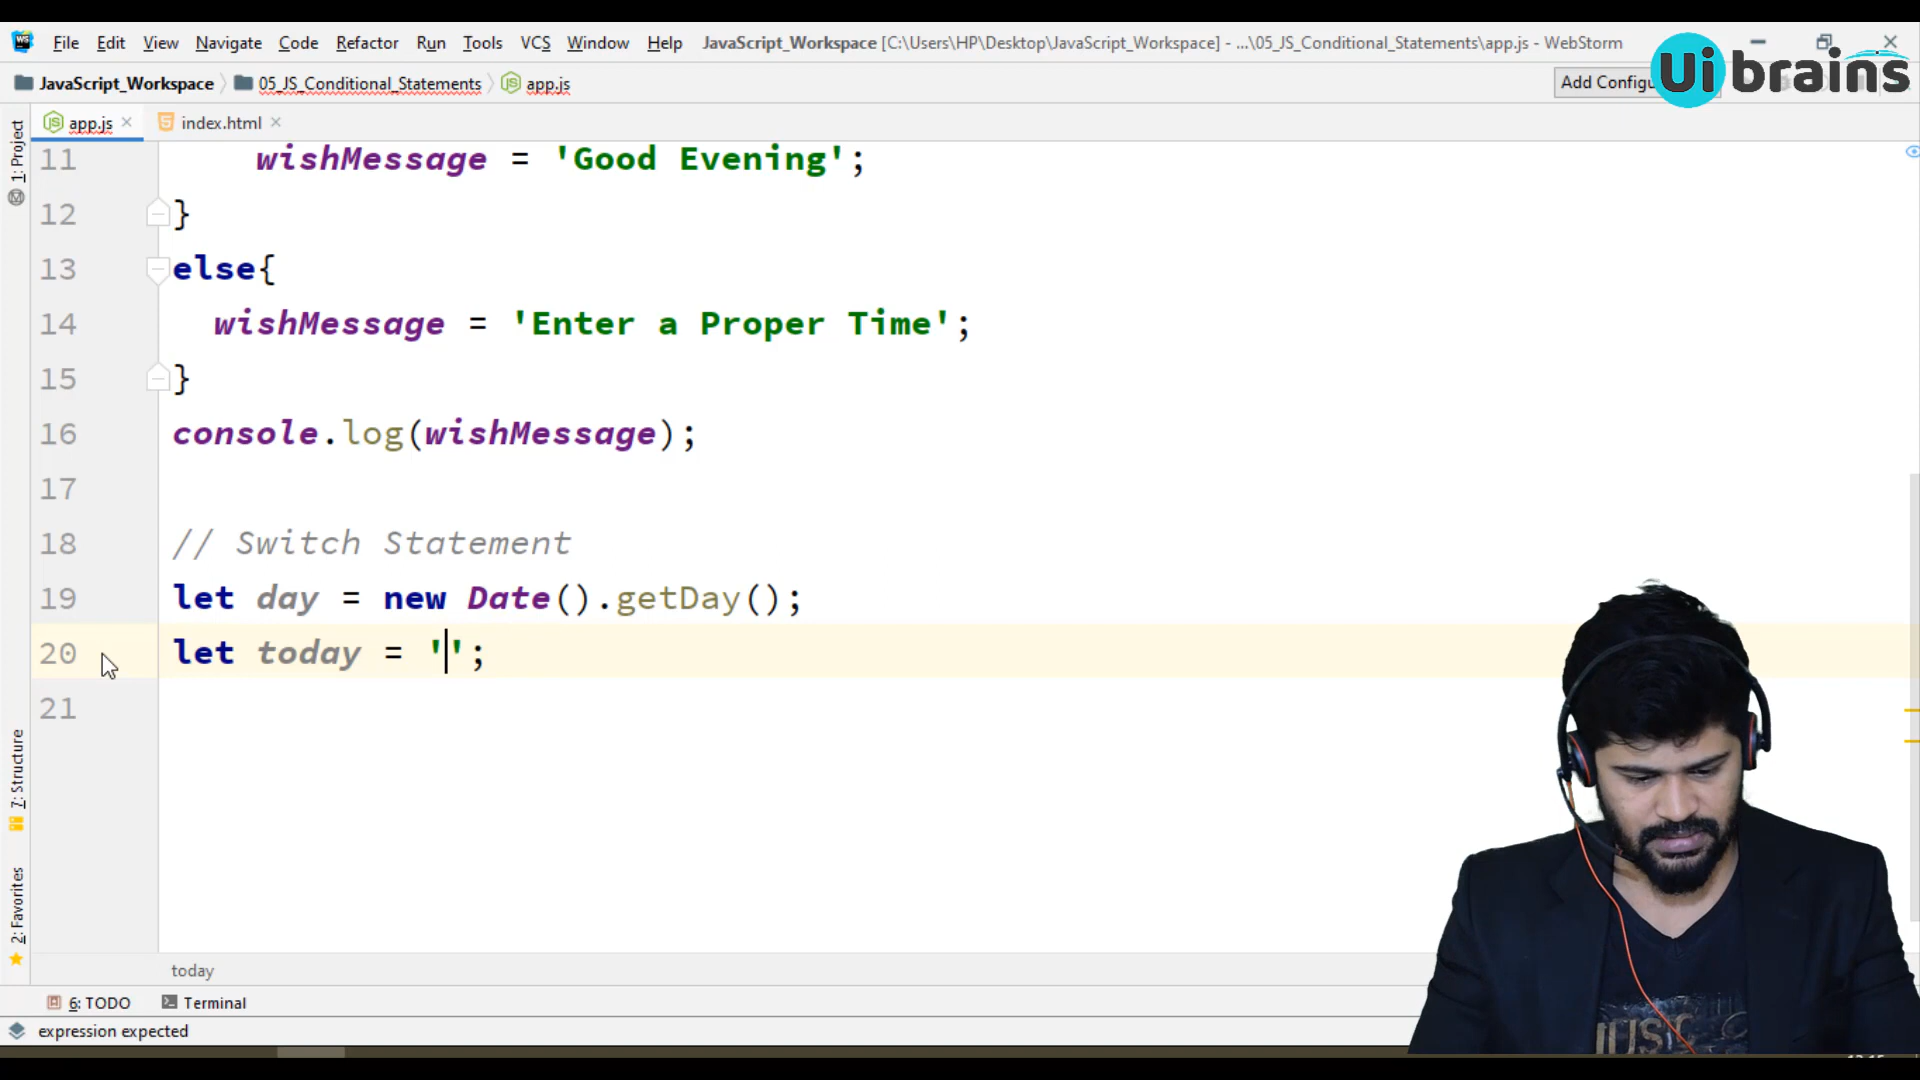 File Edit View Navigate Code Refactor Run Tools VCS Window Help JavaScript_Workspace [C:\Users\HP\Desktop\JavaScript_Workspace] - ...\05_JS_Conditional_Statements\app.js - WebStorm
JavaScript_Workspace 05_JS_Conditional_Statements app.js Add Configu
Ui brains
app.js index.html
1: Project
11 wishMessage = 'Good Evening';
12 }
13 else{
14 wishMessage = 'Enter a Proper Time';
15 }
16 console.log(wishMessage);
17
18 // Switch Statement
19 let day = new Date().getDay();
20 let today = '';
21
7: Structure
2: Favorites
today
6: TODO Terminal
expression expected